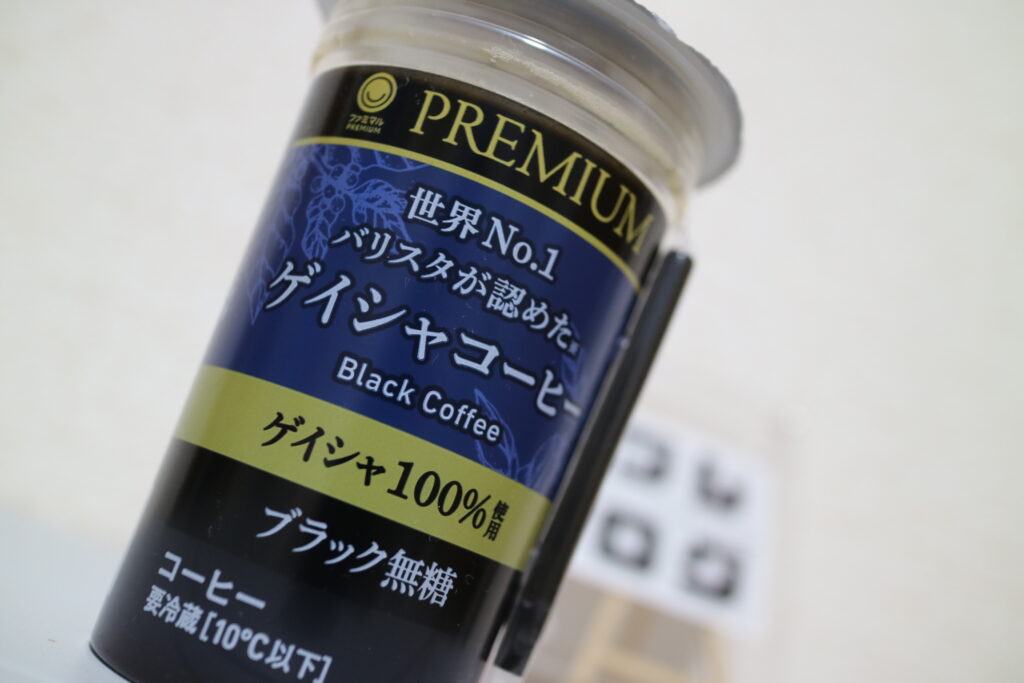 ファミマル
PREMIUM
PREMIUM
世界No.1
バリスタが認めた
ゲイシャコーヒー
Black Coffee
ゲイシャ100%使用
ブラック無糖
コーヒー
要冷蔵[10℃以下]